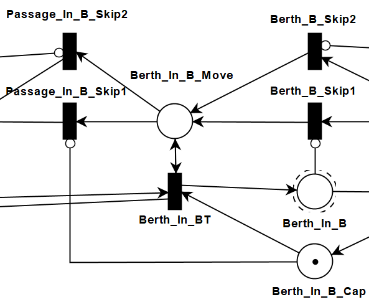 Passage_In_B_Skip2
Berth_B_Skip2
Berth_In_B_Move
Passage_In_B_Skip1
Berth_B_Skip1
Berth_In_BT
Berth_In_B
Berth_In_B_Cap